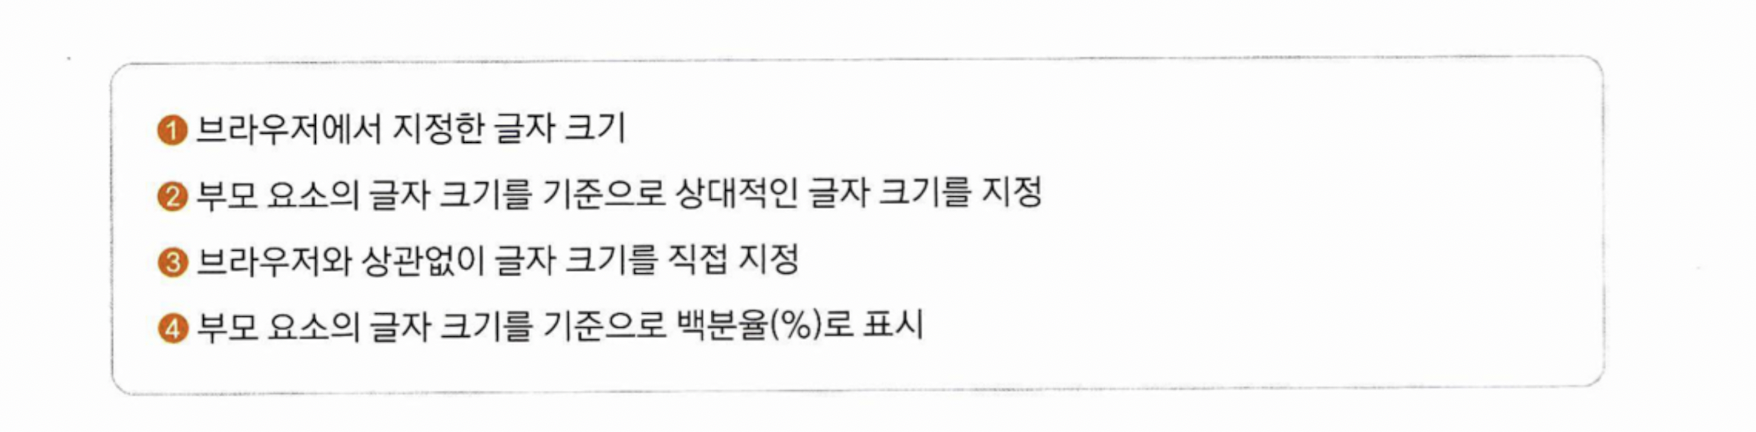 ❶ 브라우저에서 지정한 글자 크기
❷ 부모 요소의 글자 크기를 기준으로 상대적인 글자 크기를 지정
❸ 브라우저와 상관없이 글자 크기를 직접 지정
❹ 부모 요소의 글자 크기를 기준으로 백분율(%)로 표시